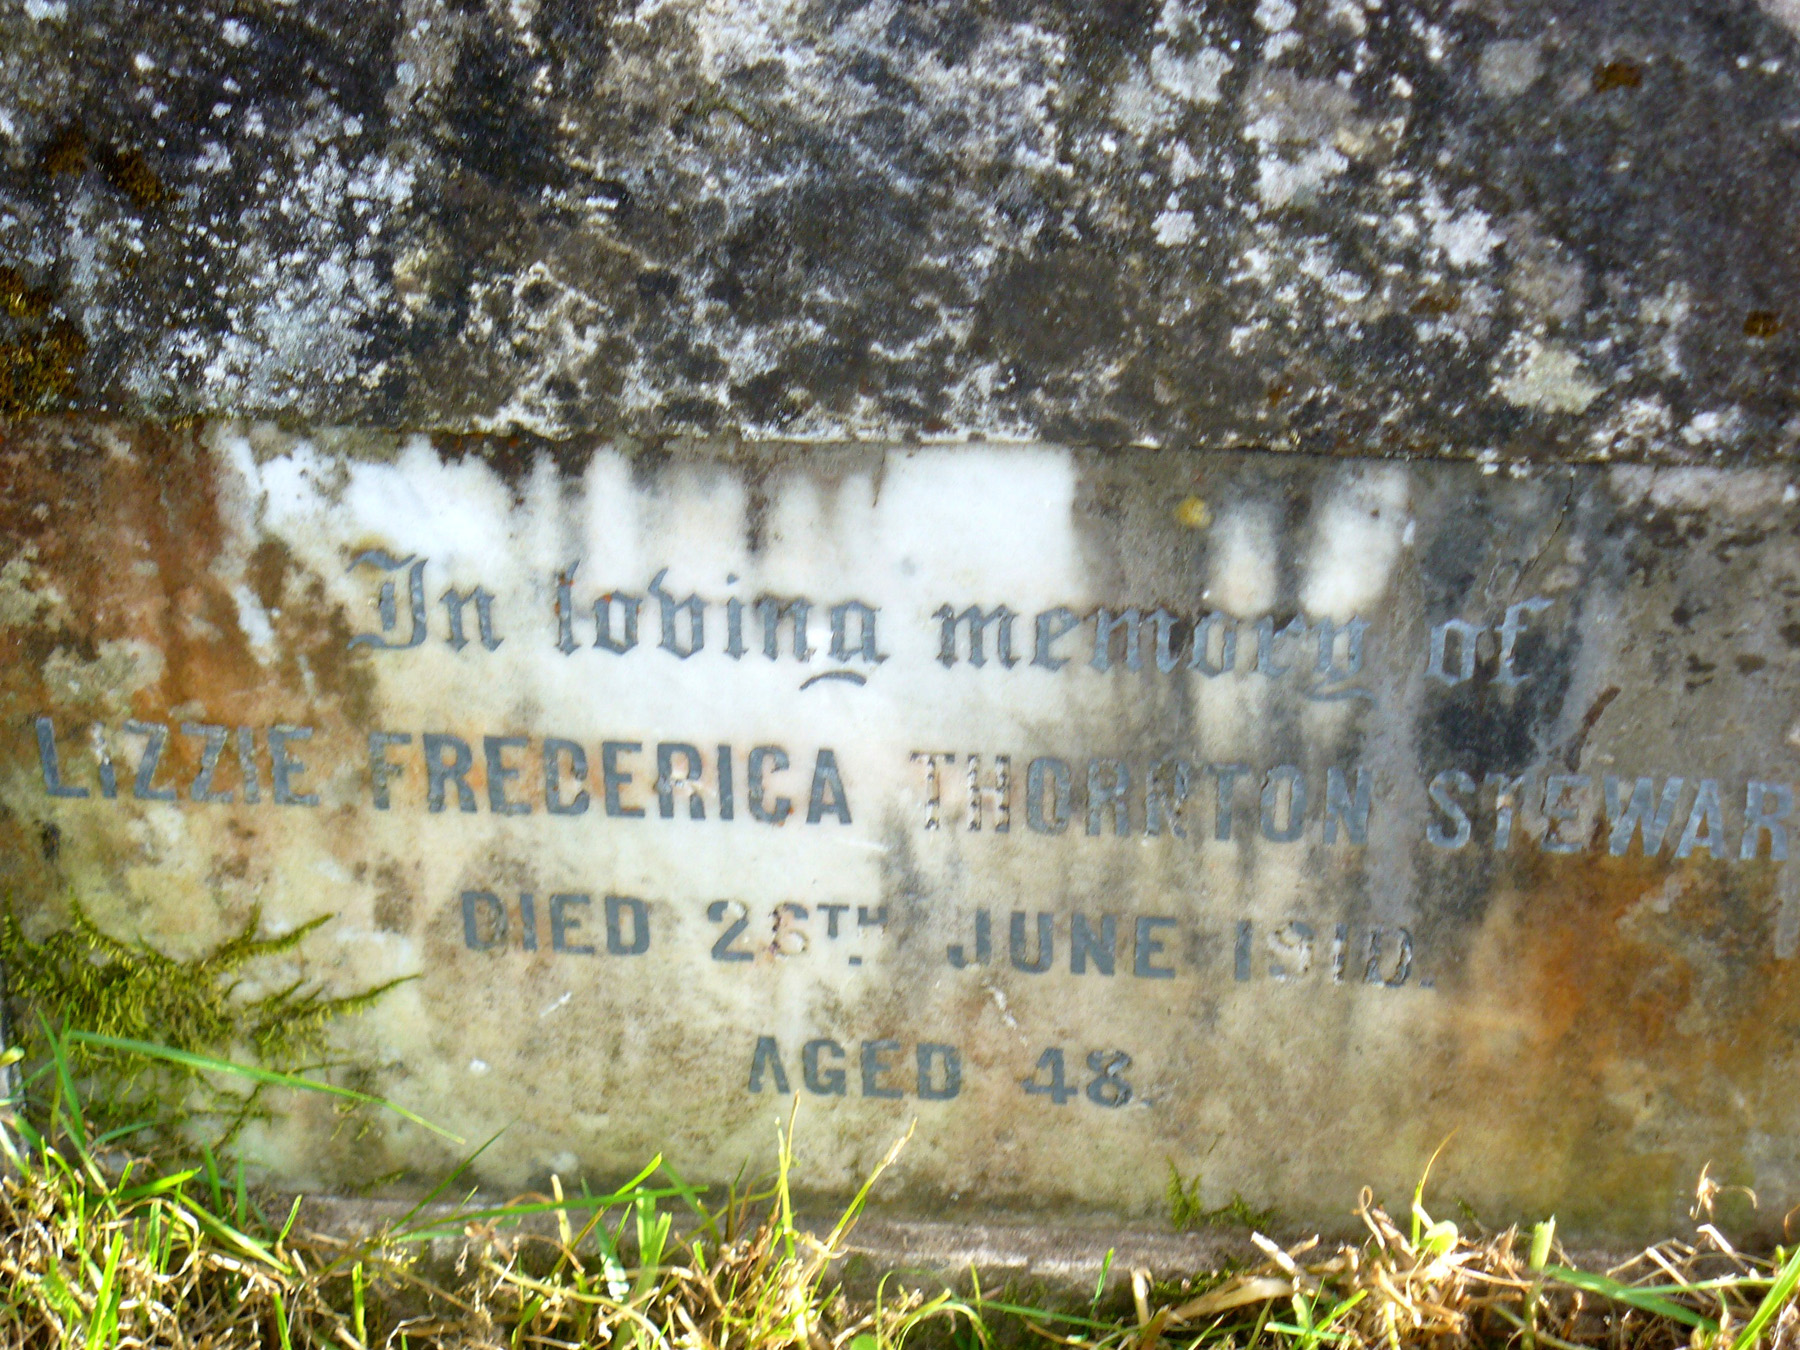 In loving memory of
LIZZIE FREDERICA THORNTON STEWAR
DIED 26TH. JUNE 1910.
AGED 48.